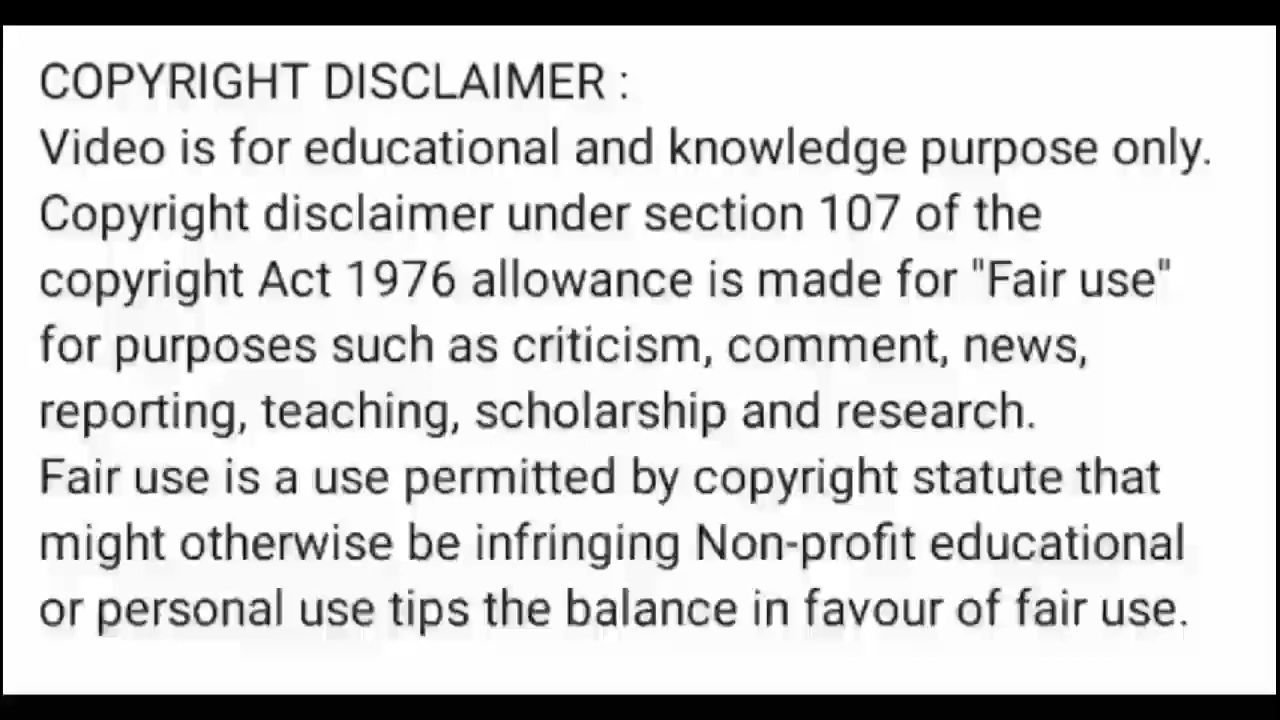 COPYRIGHT DISCLAIMER :
Video is for educational and knowledge purpose only.
Copyright disclaimer under section 107 of the
copyright Act 1976 allowance is made for "Fair use"
for purposes such as criticism, comment, news,
reporting, teaching, scholarship and research.
Fair use is a use permitted by copyright statute that
might otherwise be infringing Non-profit educational
or personal use tips the balance in favour of fair use.